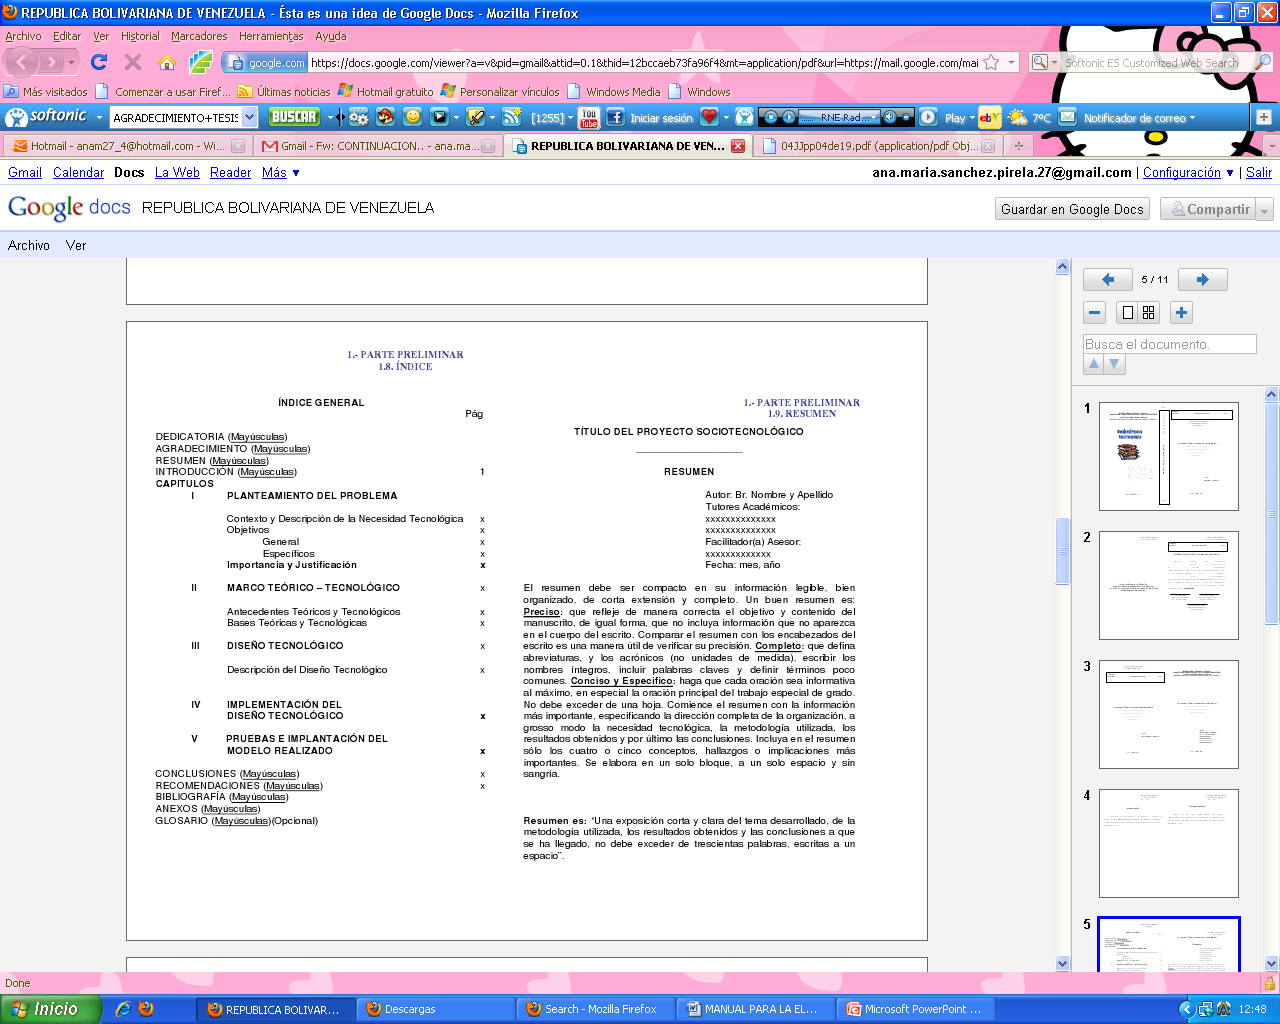 REPUBLICA BOLIVARIANA DE VENEZUELA - Ésta es una idea de Google Docs - Mozilla Firefox
Archivo Editar Ver Historial Marcadores Herramientas Ayuda
google.com https://docs.google.com/viewer?a=v&pid=gmail&attid=0.1&thid=12bccaeb73fa96f4&mt=application/pdf&url=https://mail.google.com/mai
Softonic ES Customized Web Search
Más visitados Comenzar a usar Firef... Últimas noticias Hotmail gratuito Personalizar vínculos Windows Media Windows
softonic AGRADECIMIENTO+TESIS BUSCAR [1255] You Tube Iniciar sesión RNE-Rad... Play ebY 7ºC Notificador de correo
Hotmail - anam27_4@hotmail.com - Wi... Gmail - Fw: CONTINUACION.. - ana.ma... REPUBLICA BOLIVARIANA DE VEN... 04JJpp04de19.pdf (application/pdf Obj...
Gmail Calendar Docs La Web Reader Más ▼ ana.maria.sanchez.pirela.27@gmail.com | Configuración ▼ | Salir
Google docs REPUBLICA BOLIVARIANA DE VENEZUELA Guardar en Google Docs Compartir
Archivo Ver
5 / 11
Busca el documento.
1
2
3
4
5
1.- PARTE PRELIMINAR
1.8. ÍNDICE
ÍNDICE GENERAL
Pág
DEDICATORIA (Mayúsculas)
AGRADECIMIENTO (Mayúsculas)
RESUMEN (Mayúsculas)
INTRODUCCIÓN (Mayúsculas) 1
CAPITULOS
I PLANTEAMIENTO DEL PROBLEMA
Contexto y Descripción de la Necesidad Tecnológica x
Objetivos x
General x
Específicos x
Importancia y Justificación x
II MARCO TEÓRICO – TECNOLÓGICO x
Antecedentes Teóricos y Tecnológicos x
Bases Teóricas y Tecnológicas x
III DISEÑO TECNOLÓGICO x
Descripción del Diseño Tecnológico x
IV IMPLEMENTACIÓN DEL
DISEÑO TECNOLÓGICO x
V PRUEBAS E IMPLANTACIÓN DEL
MODELO REALIZADO x
CONCLUSIONES (Mayúsculas) x
RECOMENDACIONES (Mayúsculas) x
BIBLIOGRAFÍA (Mayúsculas)
ANEXOS (Mayúsculas)
GLOSARIO (Mayúsculas)(Opcional)
1.- PARTE PRELIMINAR
1.9. RESUMEN
TÍTULO DEL PROYECTO SOCIOTECNOLÓGICO
RESUMEN
Autor: Br. Nombre y Apellido
Tutores Académicos:
xxxxxxxxxxxxxx
xxxxxxxxxxxxxx
Facilitador(a) Asesor:
xxxxxxxxxxxxx
Fecha: mes, año
El resumen debe ser compacto en su información legible, bien
organizado, de corta extensión y completo. Un buen resumen es:
Preciso: que refleje de manera correcta el objetivo y contenido del
manuscrito, de igual forma, que no incluya información que no aparezca
en el cuerpo del escrito. Comparar el resumen con los encabezados del
escrito es una manera útil de verificar su precisión. Completo: que defina
abreviaturas, y los acrónicos (no unidades de medida), escribir los
nombres íntegros, incluir palabras claves y definir términos poco
comunes. Conciso y Especifico: haga que cada oración sea informativa
al máximo, en especial la oración principal del trabajo especial de grado.
No debe exceder de una hoja. Comience el resumen con la información
más importante, especificando la dirección completa de la organización, a
grosso modo la necesidad tecnológica, la metodología utilizada, los
resultados obtenidos y por último las conclusiones. Incluya en el resumen
sólo los cuatro o cinco conceptos, hallazgos o implicaciones más
importantes. Se elabora en un solo bloque, a un solo espacio y sin
sangría.
Resumen es: “Una exposición corta y clara del tema desarrollado, de la
metodología utilizada, los resultados obtenidos y las conclusiones a que
se ha llegado, no debe exceder de trescientas palabras, escritas a un
espacio”.
Done
Inicio REPUBLICA BOLIVAR... Descargas Search - Mozilla Firefox MANUAL PARA LA EL... Microsoft PowerPoint ... 12:48